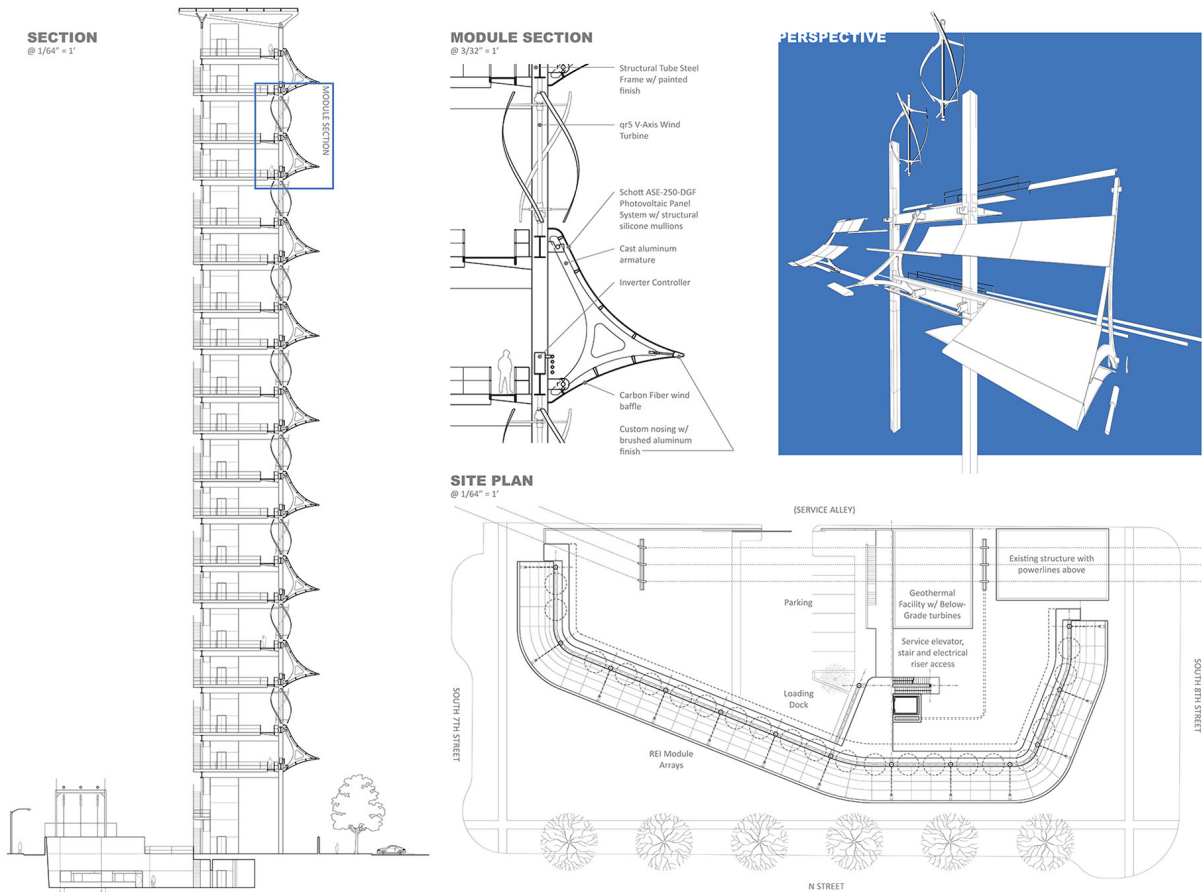 SECTION
@ 1/64" = 1'
MODULE SECTION
MODULE SECTION
@ 3/32" = 1'
Structural Tube Steel
Frame w/ painted
finish
qr5 V-Axis Wind
Turbine
Schott ASE-250-DGF
Photovoltaic Panel
System w/ structural
silicone mullions
Cast aluminum
armature
Inverter Controller
Carbon Fiber wind
baffle
Custom nosing w/
brushed aluminum
finish
PERSPECTIVE
SITE PLAN
@ 1/64" = 1'
(SERVICE ALLEY)
Existing structure with
powerlines above
Geothermal
Facility w/ Below-
Grade turbines
Parking
Service elevator,
stair and electrical
riser access
Loading
Dock
REI Module
Arrays
SOUTH 7TH STREET
SOUTH 8TH STREET
N STREET